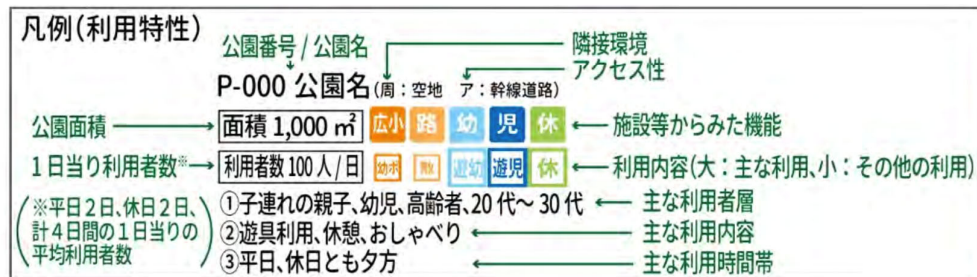 凡例(利用特性)
公園番号 / 公園名
隣接環境
アクセス性
P-000 公園名(周：空地 ア：幹線道路)
公園面積
面積 1,000 ㎡
広小 路 幼 児 休
施設等からみた機能
1日当り利用者数※
利用者数 100 人 / 日
幼ボ 散 遊幼 遊児 休
利用内容(大：主な利用、小：その他の利用)
(※平日2日、休日2日、計4日間の1日当りの平均利用者数)
①子連れの親子、幼児、高齢者、20 代~ 30 代
主な利用者層
②遊具利用、休憩、おしゃべり
主な利用内容
③平日、休日とも夕方
主な利用時間帯